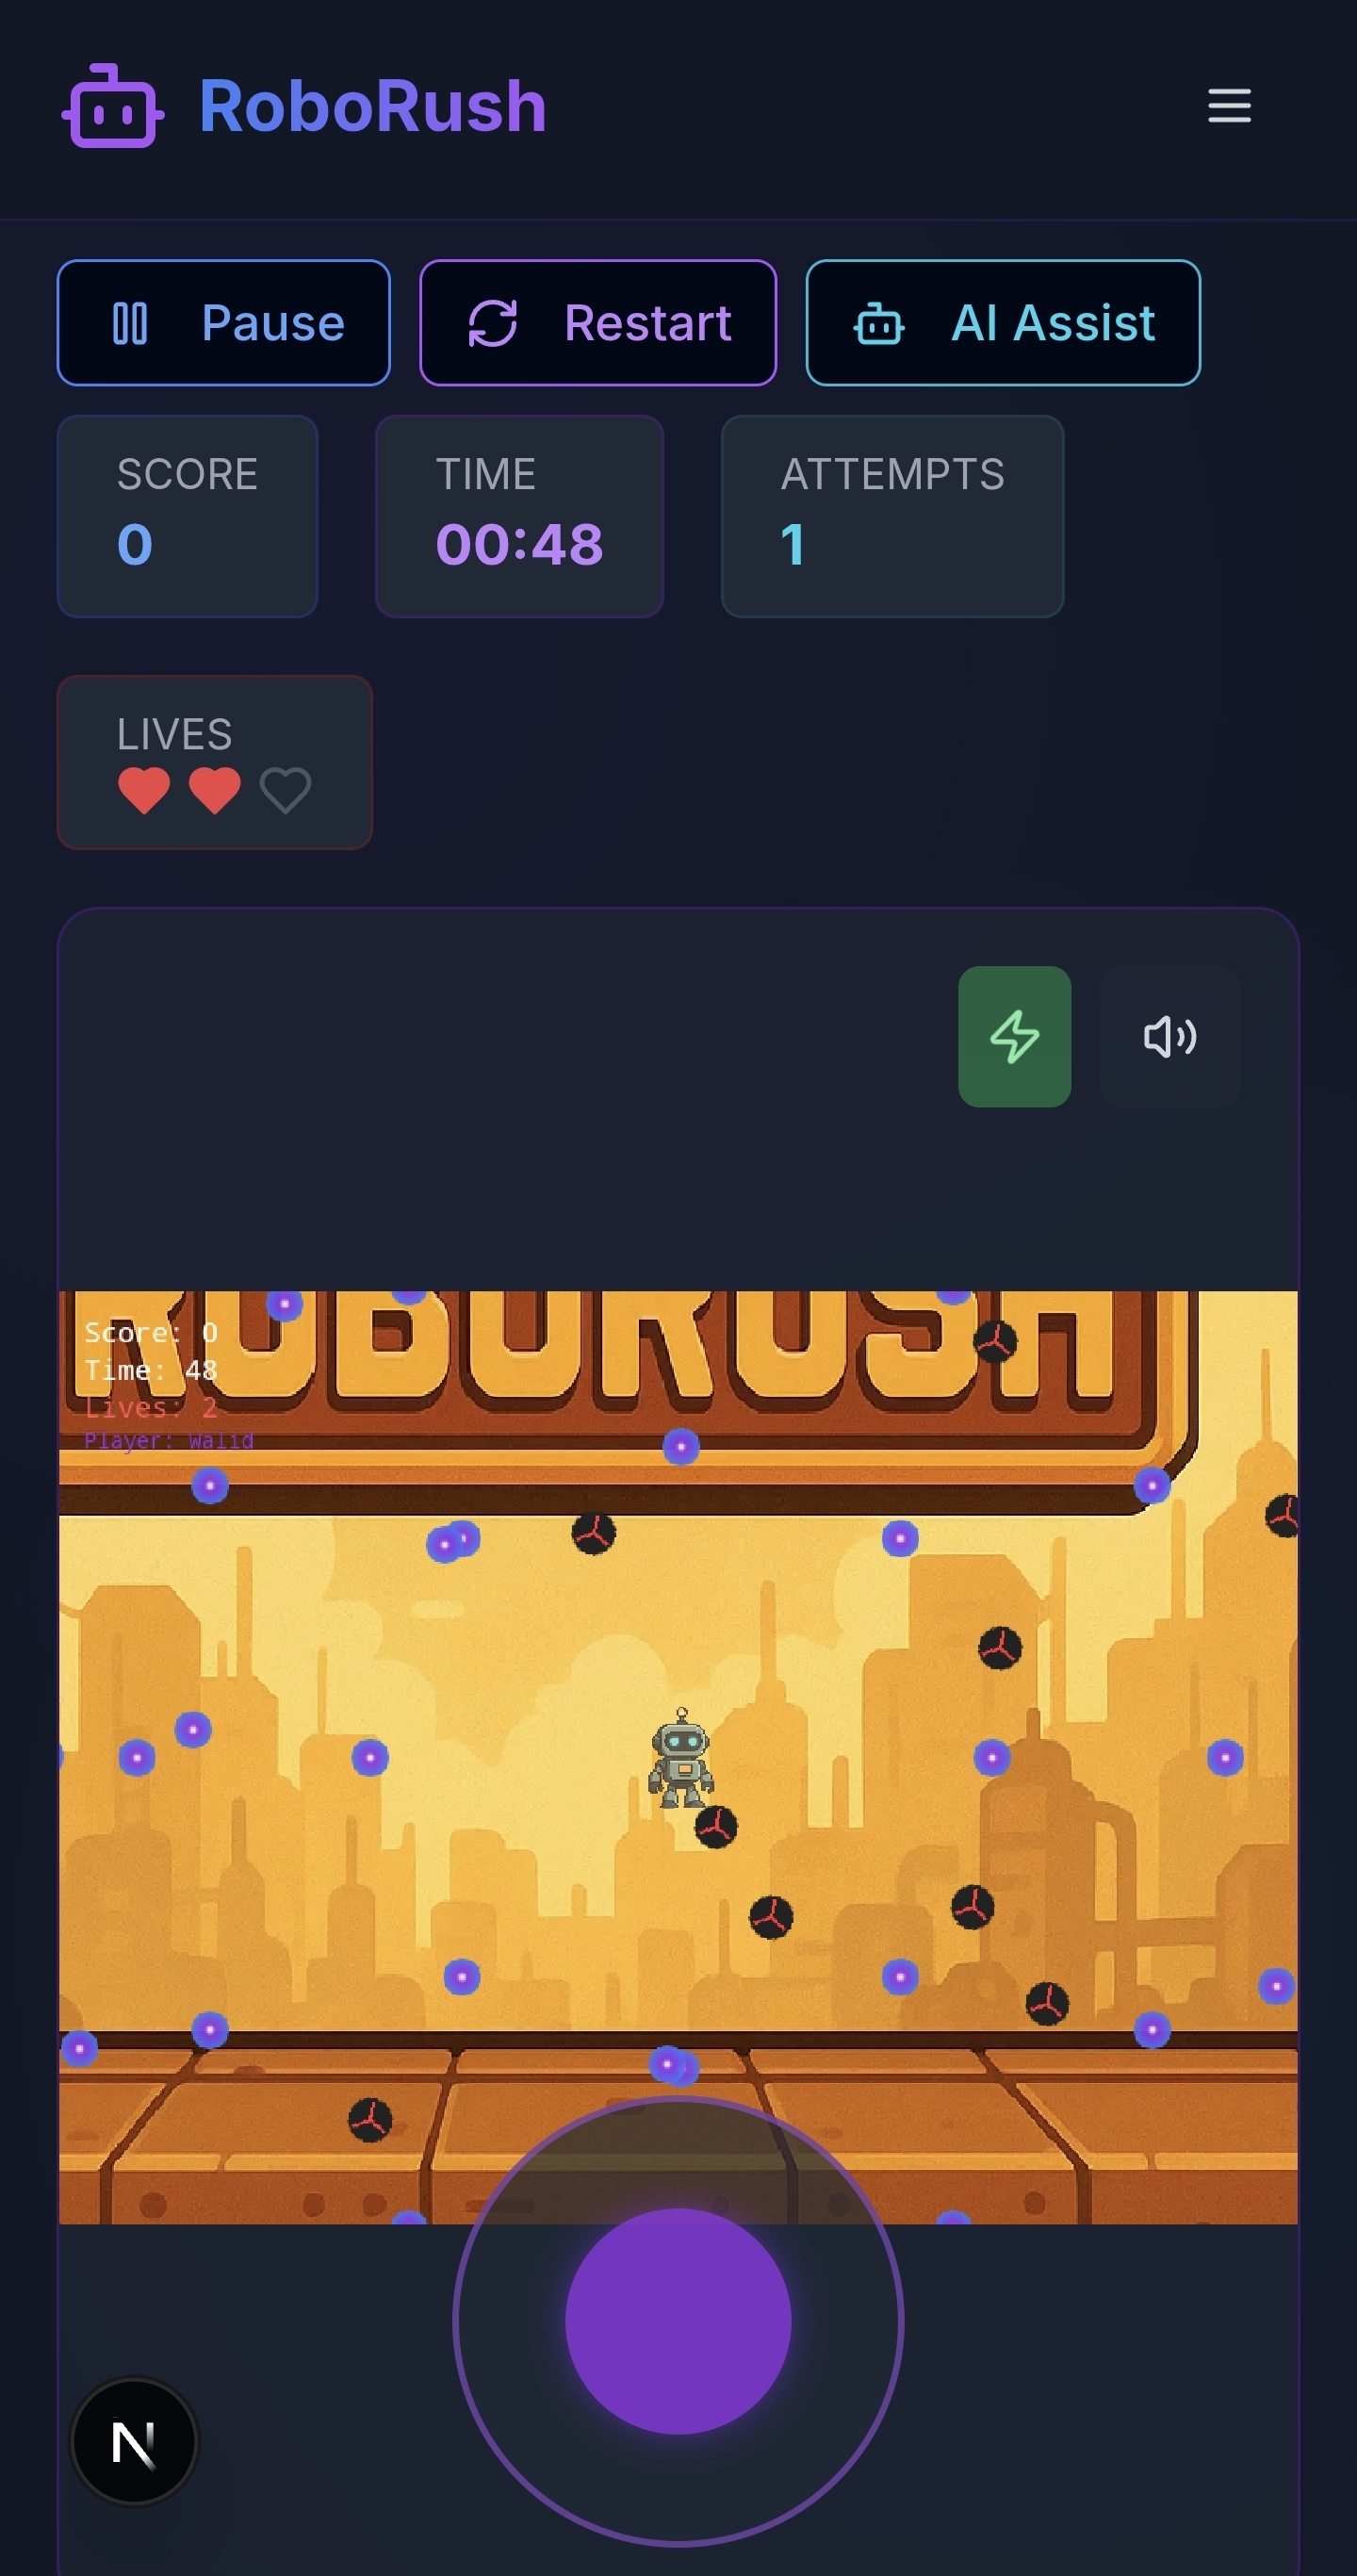 RoboRush
Pause Restart AI Assist
SCORE TIME ATTEMPTS
0 00:48 1
LIVES
ROBORUSH
Score: 0
Time: 48
Lives: 2
Player: Walid
N